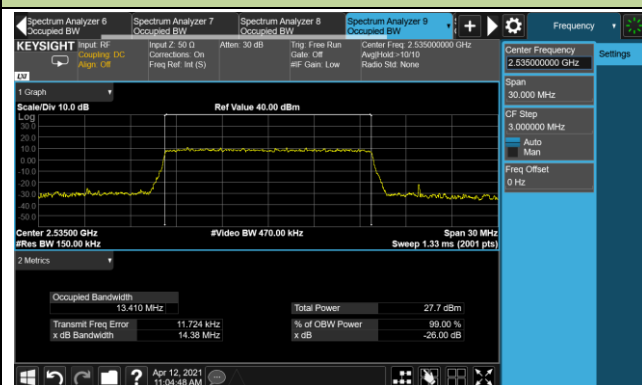 Spectrum Analyzer 6
Occupied BW
Spectrum Analyzer 7
Occupied BW
Spectrum Analyzer 8
Occupied BW
Spectrum Analyzer 9
Occupied BW
Frequency
KEYSIGHT
Input: RF
Coupling: DC
Align: Off
Input Z: 50 Ω
Corrections: On
Freq Ref: Int (S)
Atten: 30 dB
Trig: Free Run
Gate: Off
#IF Gain: Low
Center Freq: 2.535000000 GHz
Avg|Hold:>10/10
Radio Std: None
LXI
Center Frequency
2.535000000 GHz
Settings
Span
30.000 MHz
CF Step
3.000000 MHz
Auto
Man
Freq Offset
0 Hz
1 Graph
Scale/Div 10.0 dB
Ref Value 40.00 dBm
Log
30.0
20.0
10.0
0.00
-10.0
-20.0
-30.0
-40.0
-50.0
Center 2.53500 GHz
#Res BW 150.00 kHz
#Video BW 470.00 kHz
Span 30 MHz
Sweep 1.33 ms (2001 pts)
2 Metrics
Occupied Bandwidth
13.410 MHz
Total Power 27.7 dBm
Transmit Freq Error 11.724 kHz
% of OBW Power 99.00 %
x dB Bandwidth 14.38 MHz
x dB -26.00 dB
Apr 12, 2021
11:04:48 AM